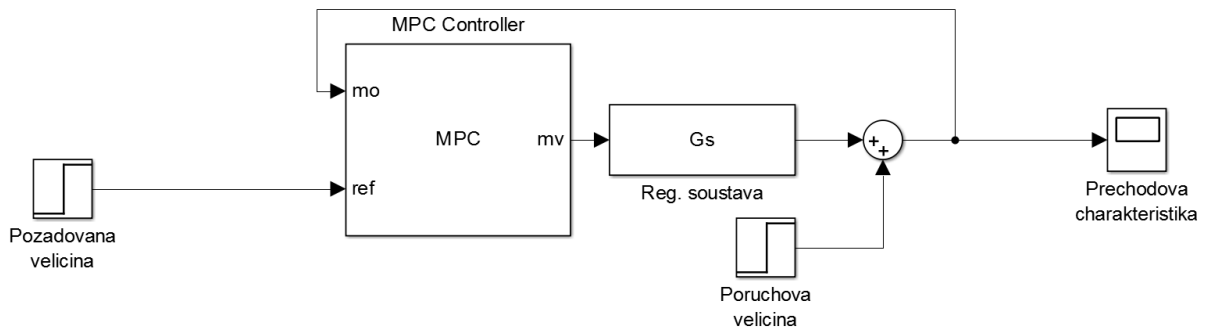 MPC Controller
mo
MPC
mv
ref
Gs
Reg. soustava
+
+
Pozadovana
velicina
Poruchova
velicina
Prechodova
charakteristika